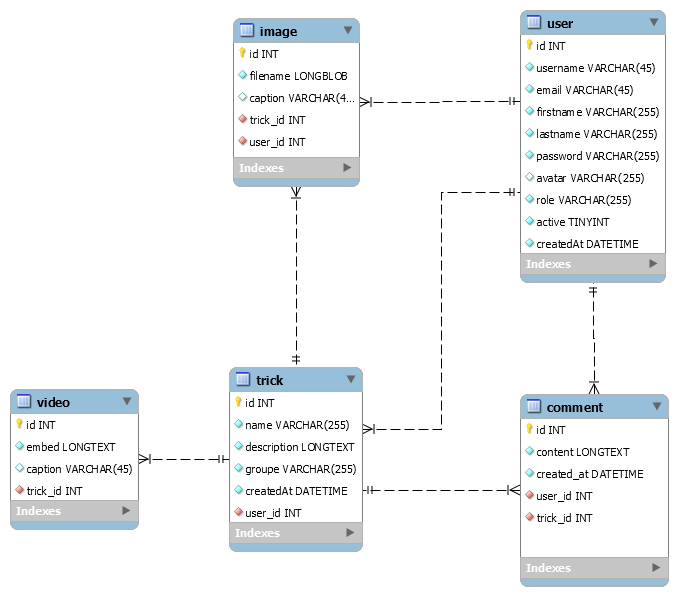 image
id INT
filename LONGBLOB
caption VARCHAR(4...
trick_id INT
user_id INT
Indexes
user
id INT
username VARCHAR(45)
email VARCHAR(45)
firstname VARCHAR(255)
lastname VARCHAR(255)
password VARCHAR(255)
avatar VARCHAR(255)
role VARCHAR(255)
active TINYINT
createdAt DATETIME
Indexes
video
id INT
embed LONGTEXT
caption VARCHAR(45)
trick_id INT
Indexes
trick
id INT
name VARCHAR(255)
description LONGTEXT
groupe VARCHAR(255)
createdAt DATETIME
user_id INT
Indexes
comment
id INT
content LONGTEXT
created_at DATETIME
user_id INT
trick_id INT
Indexes